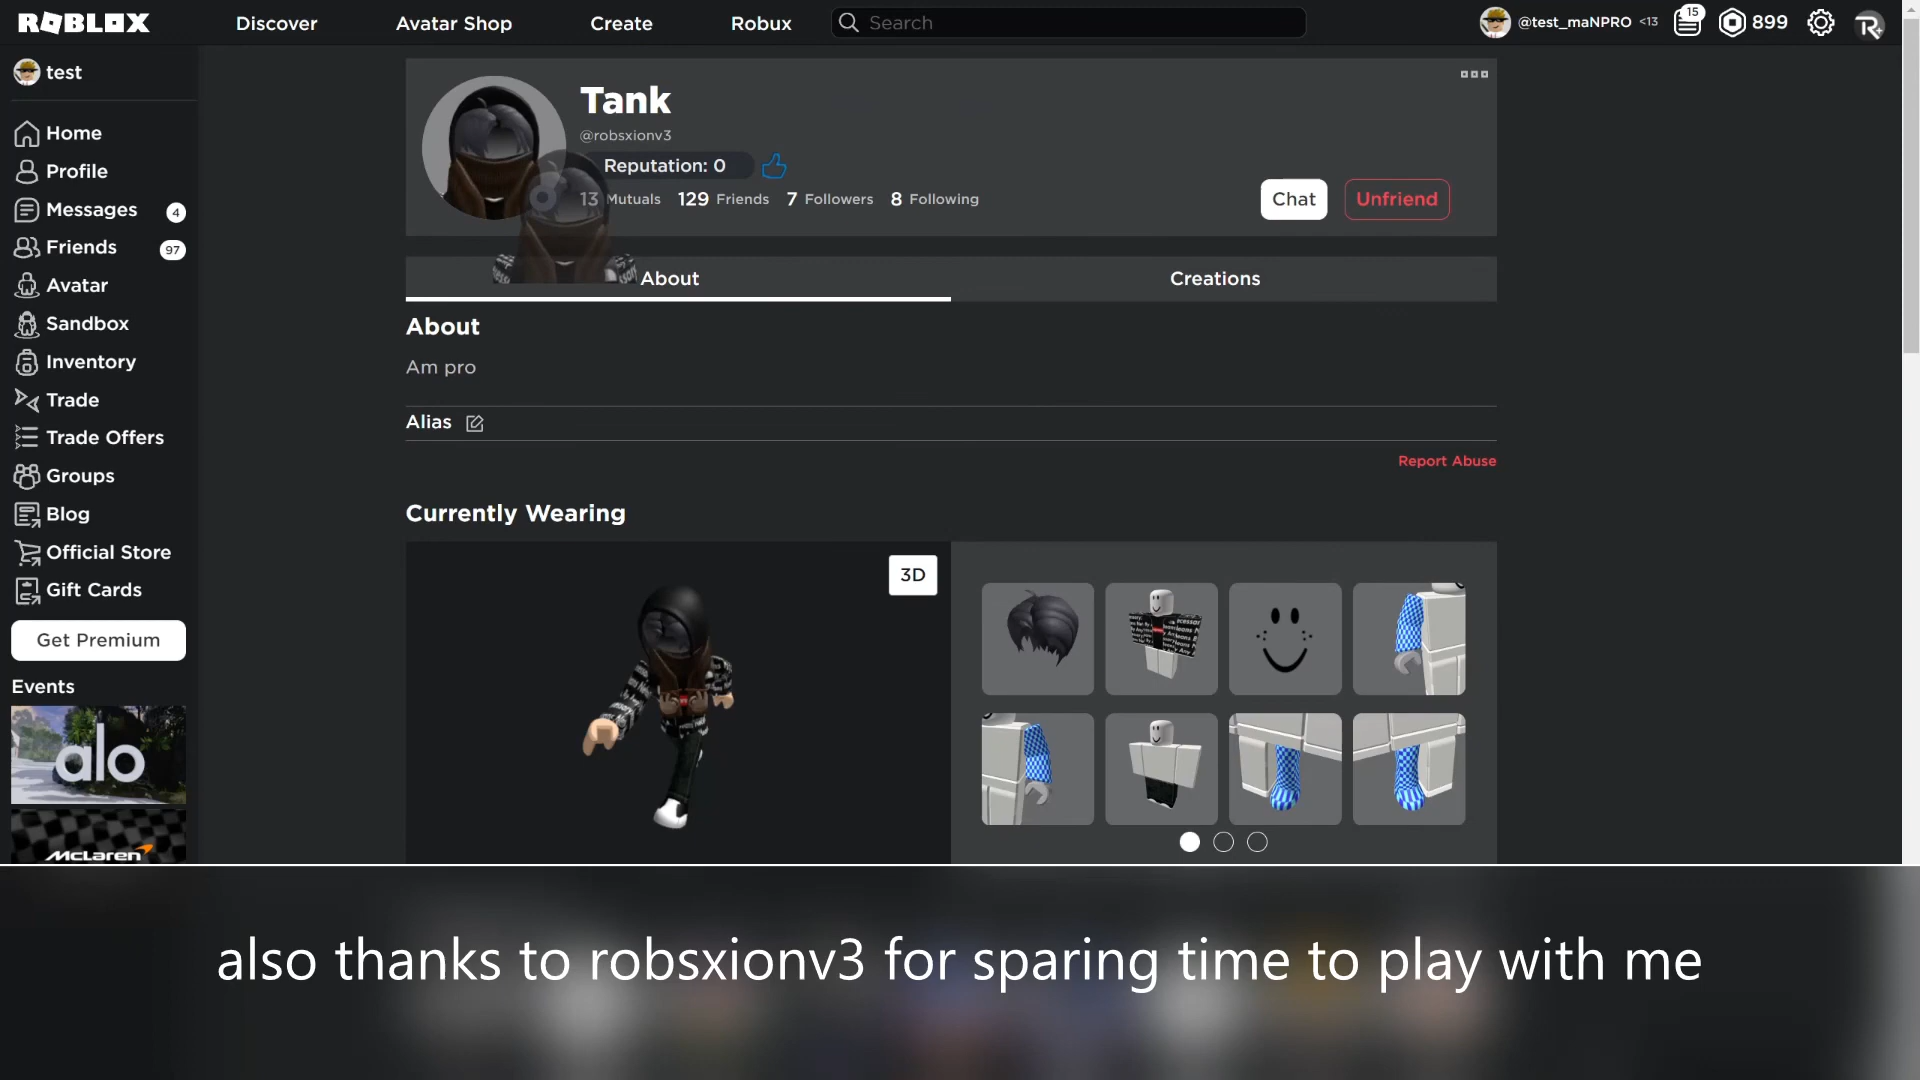 ROBLOX
Discover
Avatar Shop
Create
Robux
Search
@test_maNPRO <13
15
899
R+
test
Home
Profile
Messages 4
Friends 97
Avatar
Sandbox
Inventory
Trade
Trade Offers
Groups
Blog
Official Store
Gift Cards
Get Premium
Events
alo
McLaren
Tank
@robsxionv3
Reputation: 0
13 Mutuals 129 Friends 7 Followers 8 Following
Chat
Unfriend
About
Creations
About
Am pro
Alias
Report Abuse
Currently Wearing
3D
also thanks to robsxionv3 for sparing time to play with me